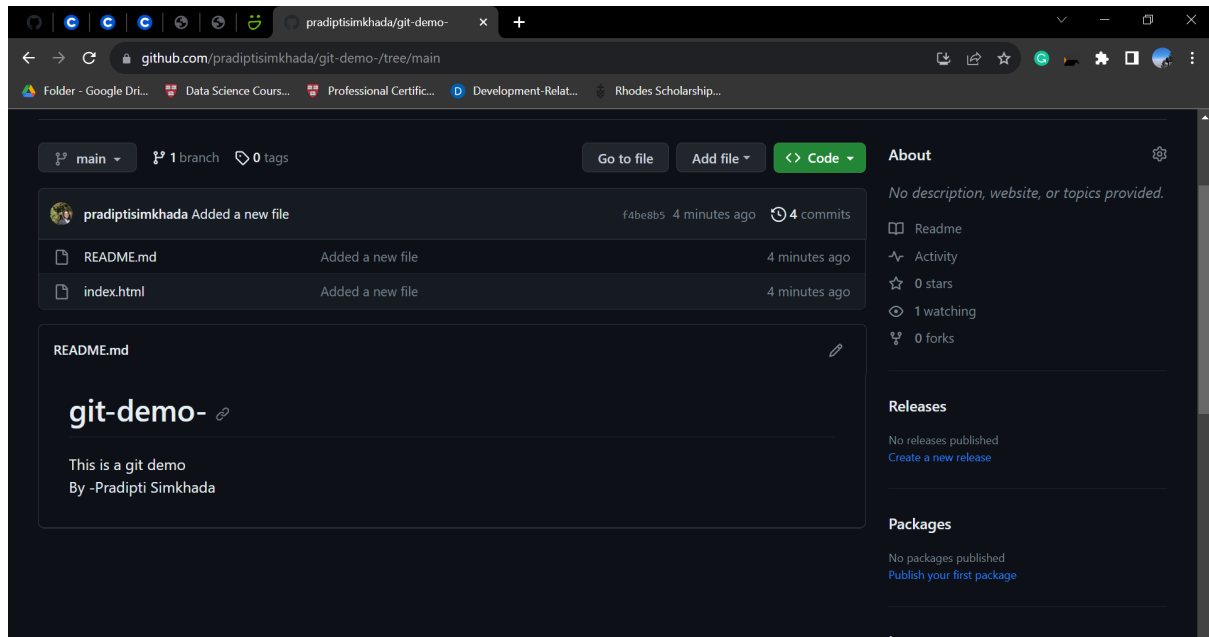 pradiptisimkhada/git-demo-
github.com/pradiptisimkhada/git-demo-/tree/main
Folder - Google Dri... Data Science Cours... Professional Certific... D Development-Relat... Rhodes Scholarship...
main 1 branch 0 tags Go to file Add file <> Code
pradiptisimkhada Added a new file f4be8b5 4 minutes ago 4 commits
README.md Added a new file 4 minutes ago
index.html Added a new file 4 minutes ago
README.md
git-demo-
This is a git demo
By -Pradipti Simkhada
About
No description, website, or topics provided.
Readme
Activity
0 stars
1 watching
0 forks
Releases
No releases published
Create a new release
Packages
No packages published
Publish your first package